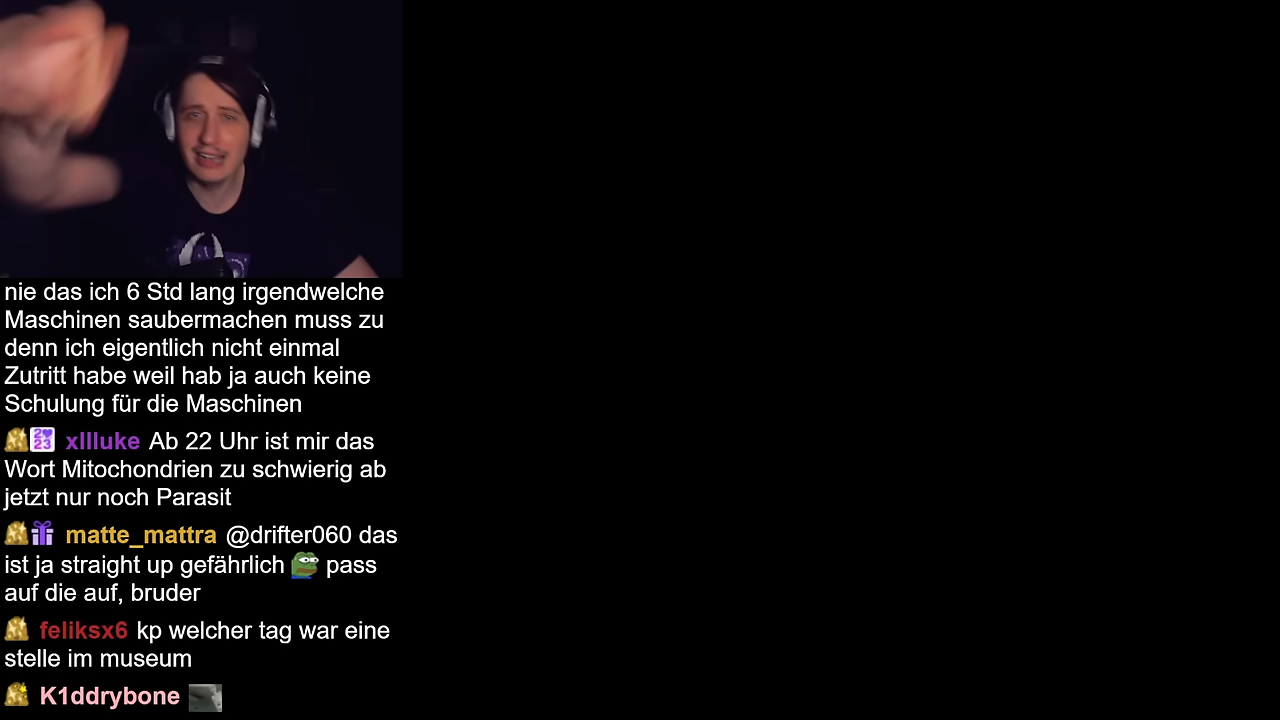 nie das ich 6 Std lang irgendwelche
Maschinen saubermachen muss zu
denn ich eigentlich nicht einmal
Zutritt habe weil hab ja auch keine
Schulung für die Maschinen
2023 xllluke Ab 22 Uhr ist mir das
Wort Mitochondrien zu schwierig ab
jetzt nur noch Parasit
matte_mattra @drifter060 das
ist ja straight up gefährlich pass
auf die auf, bruder
feliksx6 kp welcher tag war eine
stelle im museum
K1ddrybone